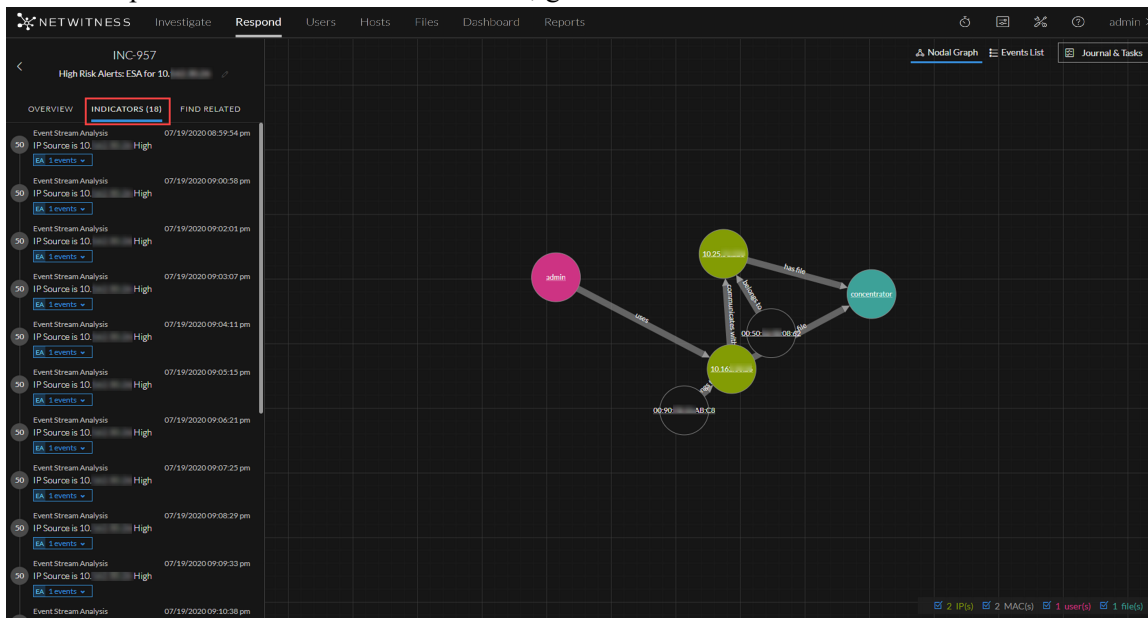 NETWITNESS Investigate Respond Users Hosts Files Dashboard Reports admin
INC-957
High Risk Alerts: ESA for 10.
Nodal Graph Events List Journal & Tasks
OVERVIEW INDICATORS (18) FIND RELATED
Event Stream Analysis 07/19/2020 08:59:54 pm
50 IP Source is 10. High
EA 1 events
Event Stream Analysis 07/19/2020 09:00:58 pm
50 IP Source is 10. High
EA 1 events
Event Stream Analysis 07/19/2020 09:02:01 pm
50 IP Source is 10. High
EA 1 events
Event Stream Analysis 07/19/2020 09:03:07 pm
50 IP Source is 10. High
EA 1 events
Event Stream Analysis 07/19/2020 09:04:11 pm
50 IP Source is 10. High
EA 1 events
Event Stream Analysis 07/19/2020 09:05:15 pm
50 IP Source is 10. High
EA 1 events
Event Stream Analysis 07/19/2020 09:06:21 pm
50 IP Source is 10. High
EA 1 events
Event Stream Analysis 07/19/2020 09:07:25 pm
50 IP Source is 10. High
EA 1 events
Event Stream Analysis 07/19/2020 09:08:29 pm
50 IP Source is 10. High
EA 1 events
Event Stream Analysis 07/19/2020 09:09:33 pm
50 IP Source is 10. High
EA 1 events
Event Stream Analysis 07/19/2020 09:10:38 pm
10.25.
has file
admin
concentrator
belongs to
communicates with
uses
00:50: 08:
file
10.16
00:90: AB:C8
2 IP(s) 2 MAC(s) 1 user(s) 1 file(s)